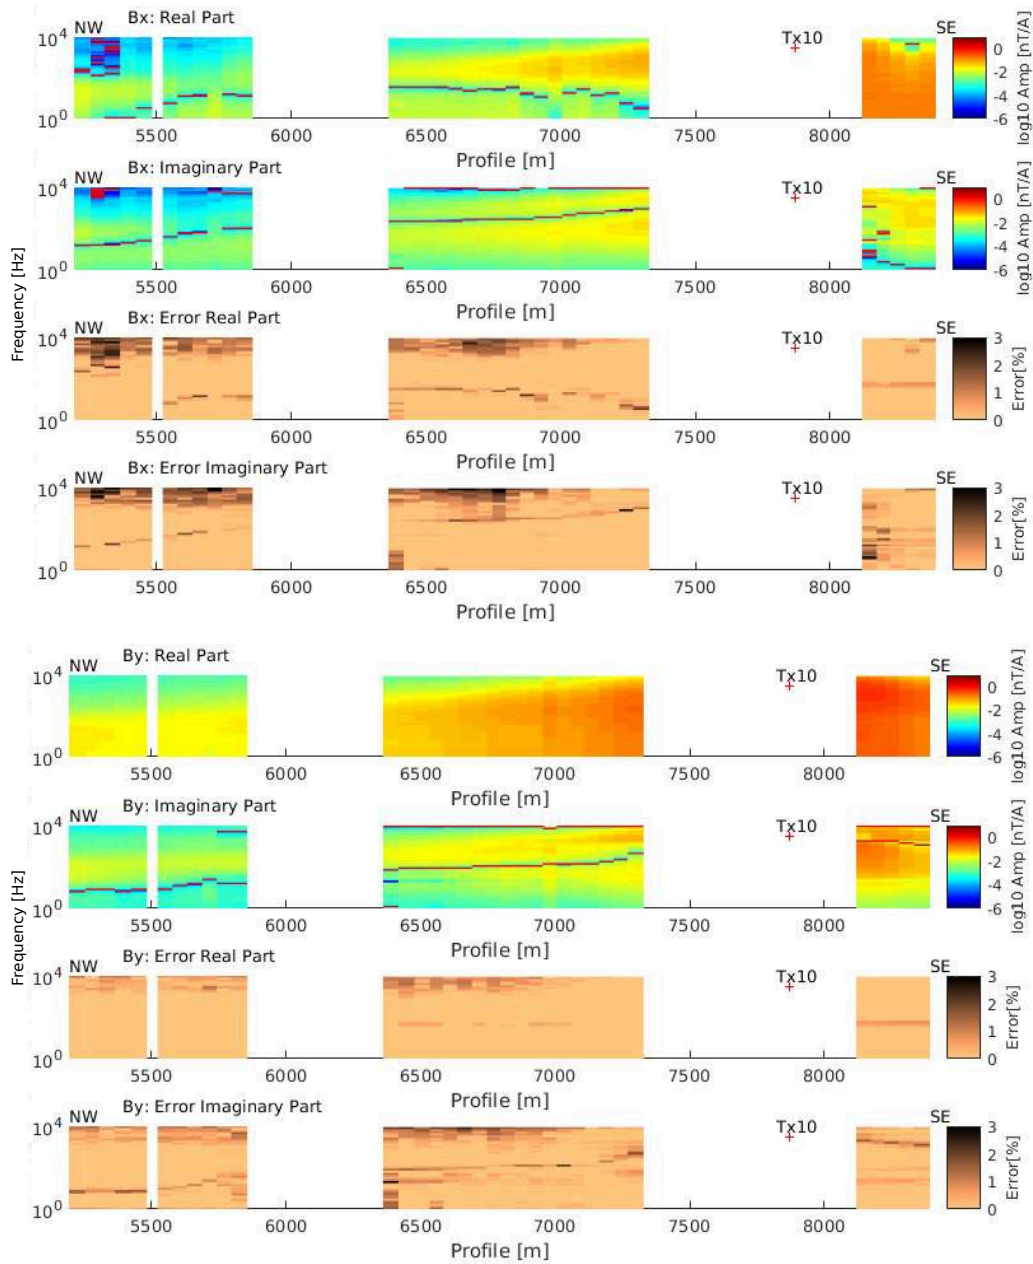 Bx: Real Part
NW Tx10 SE
10^4
10^0
5500 6000 6500 7000 7500 8000
Profile [m]
0
-2
-4
-6
log10 Amp [nT/A]
Bx: Imaginary Part
NW Tx10 SE
10^4
10^0
5500 6000 6500 7000 7500 8000
Profile [m]
0
-2
-4
-6
log10 Amp [nT/A]
Frequency [Hz]
Bx: Error Real Part
NW Tx10 SE
10^4
10^0
5500 6000 6500 7000 7500 8000
Profile [m]
3
2
1
0
Error[%]
Bx: Error Imaginary Part
NW Tx10 SE
10^4
10^0
5500 6000 6500 7000 7500 8000
Profile [m]
3
2
1
0
Error[%]
By: Real Part
NW Tx10 SE
10^4
10^0
5500 6000 6500 7000 7500 8000
Profile [m]
0
-2
-4
-6
log10 Amp [nT/A]
By: Imaginary Part
NW Tx10 SE
10^4
10^0
5500 6000 6500 7000 7500 8000
Profile [m]
0
-2
-4
-6
log10 Amp [nT/A]
Frequency [Hz]
By: Error Real Part
NW Tx10 SE
10^4
10^0
5500 6000 6500 7000 7500 8000
Profile [m]
3
2
1
0
Error[%]
By: Error Imaginary Part
NW Tx10 SE
10^4
10^0
5500 6000 6500 7000 7500 8000
Profile [m]
3
2
1
0
Error[%]